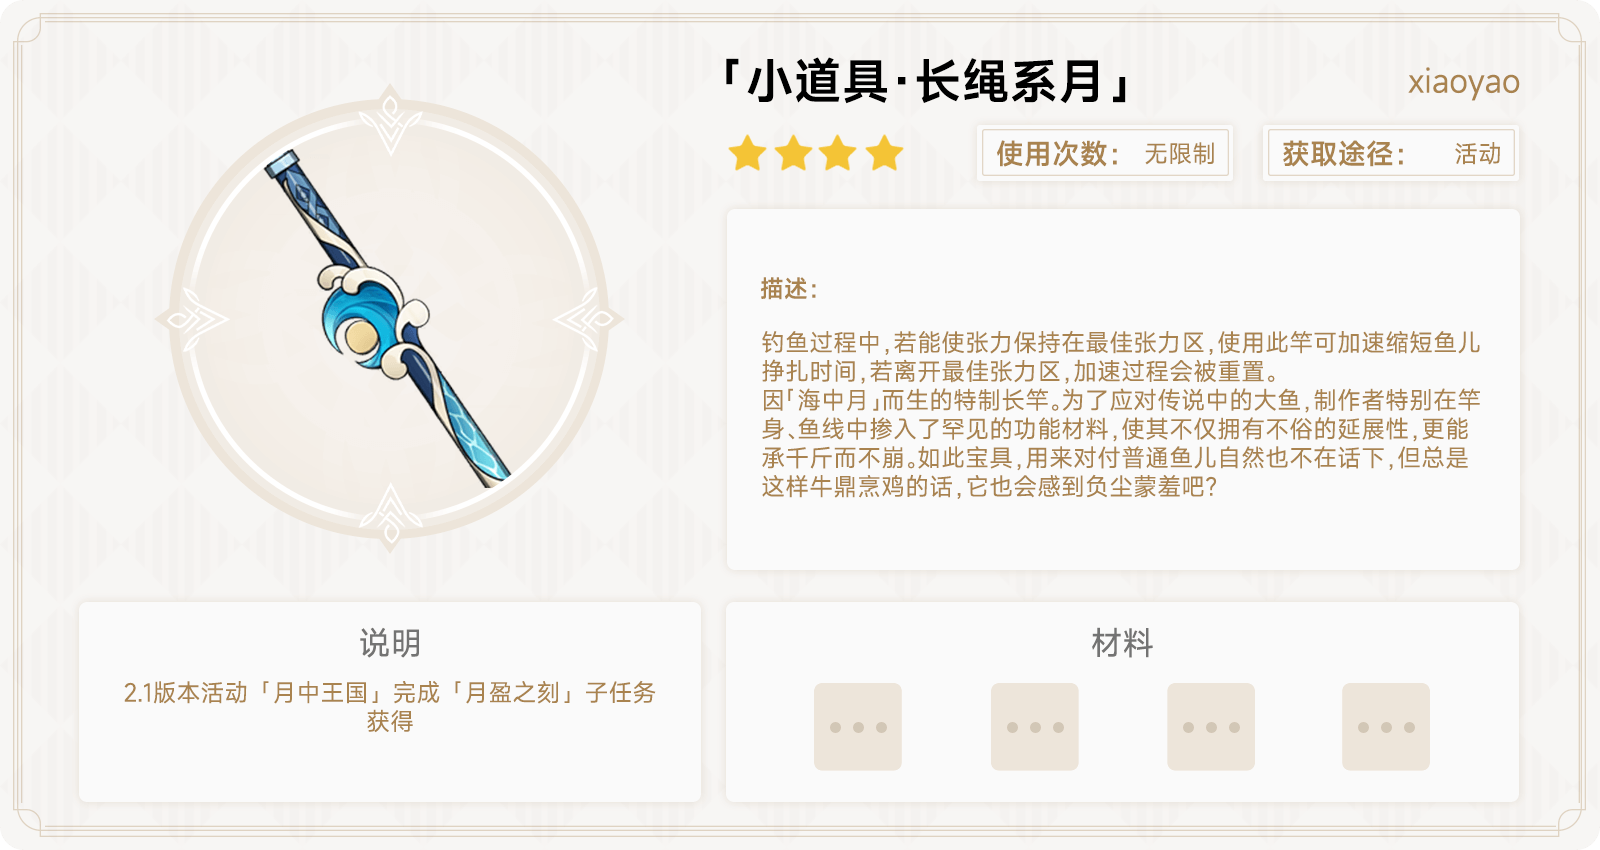 「小道具·长绳系月」
xiaoyao
使用次数： 无限制
获取途径： 活动
描述：
钓鱼过程中,若能使张力保持在最佳张力区,使用此竿可加速缩短鱼儿
挣扎时间,若离开最佳张力区,加速过程会被重置。
因「海中月」而生的特制长竿。为了应对传说中的大鱼,制作者特别在竿
身、鱼线中掺入了罕见的功能材料,使其不仅拥有不俗的延展性,更能
承千斤而不崩。如此宝具,用来对付普通鱼儿自然也不在话下,但总是
这样牛鼎烹鸡的话,它也会感到负尘蒙羞吧?
说明
2.1版本活动「月中王国」完成「月盈之刻」子任务
获得
材料